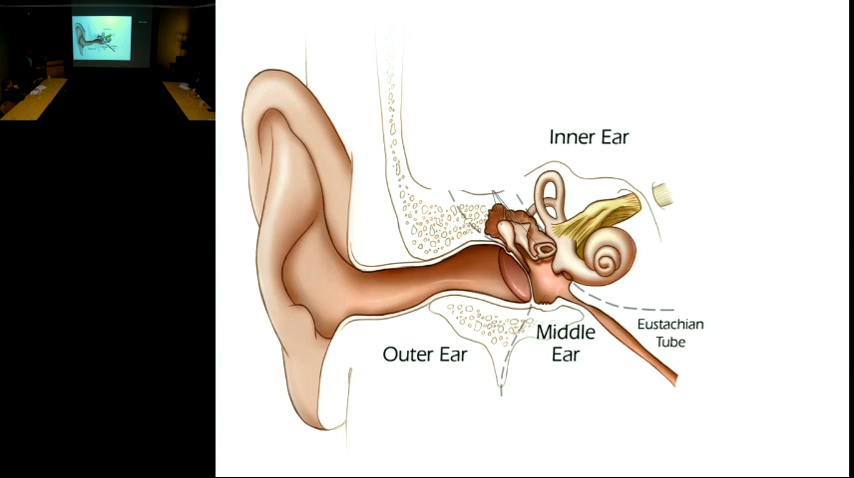 Inner Ear
Outer Ear
Middle
Ear
Eustachian
Tube